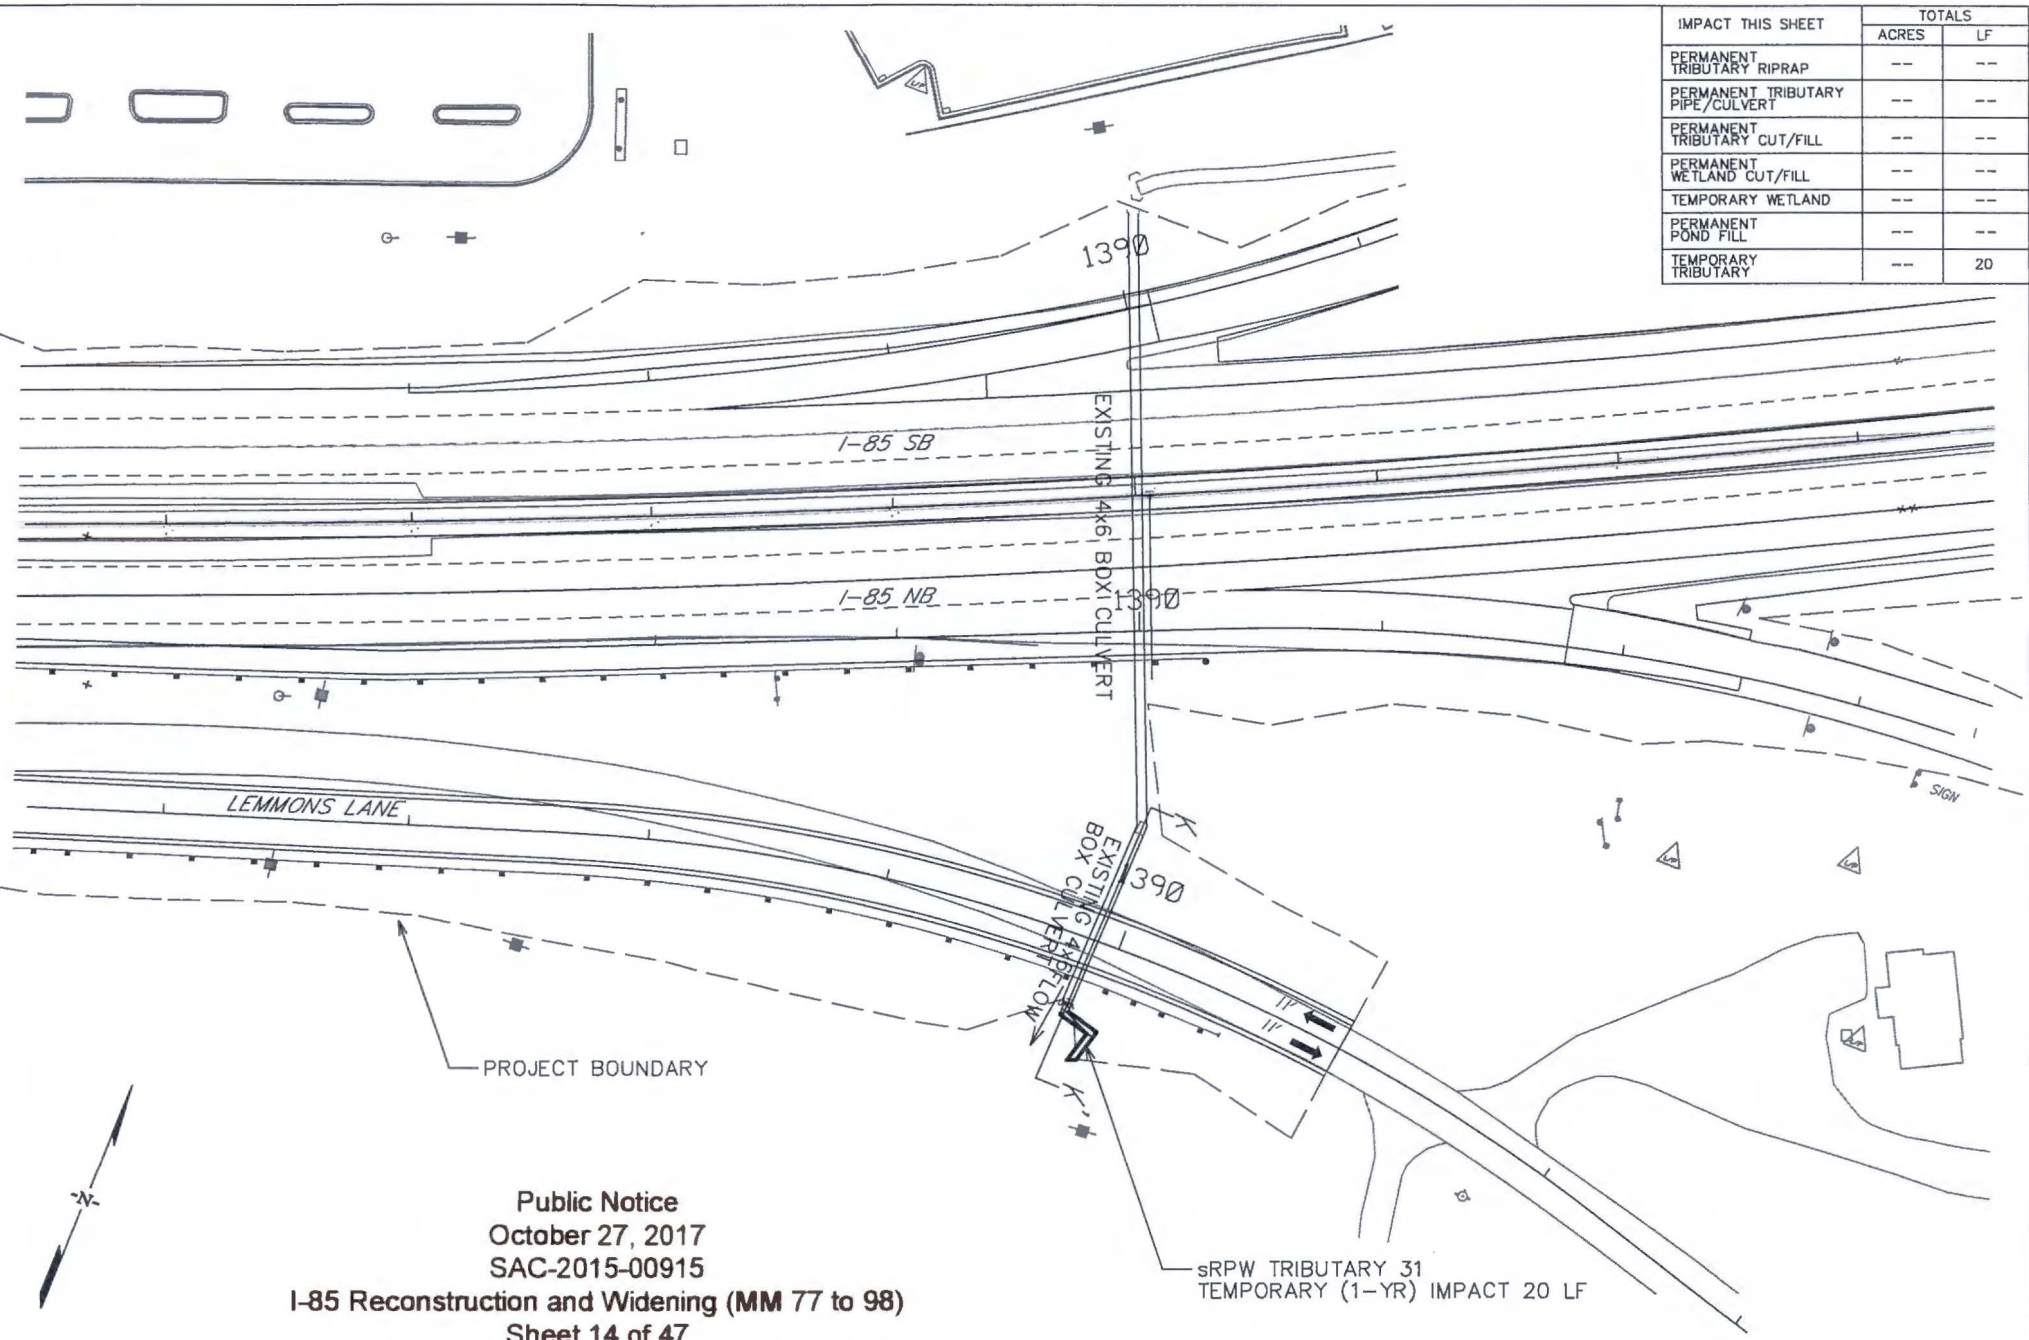 IMPACT THIS SHEET
TOTALS
ACRES LF
PERMANENT
TRIBUTARY RIPRAP -- --
PERMANENT TRIBUTARY
PIPE/CULVERT -- --
PERMANENT
TRIBUTARY CUT/FILL -- --
PERMANENT
WETLAND CUT/FILL -- --
TEMPORARY WETLAND -- --
PERMANENT
POND FILL -- --
TEMPORARY
TRIBUTARY -- 20
1390
I-85 SB
EXISTING 4x6 BOX CULVERT
I-85 NB
1390
LEMMONS LANE
SIGN
K
EXISTING 4x6
BOX CULVERT
390
FLOW
11'
11'
K'
PROJECT BOUNDARY
-N-
sRPW TRIBUTARY 31
TEMPORARY (1-YR) IMPACT 20 LF
Public Notice
October 27, 2017
SAC-2015-00915
I-85 Reconstruction and Widening (MM 77 to 98)
Sheet 14 of 47